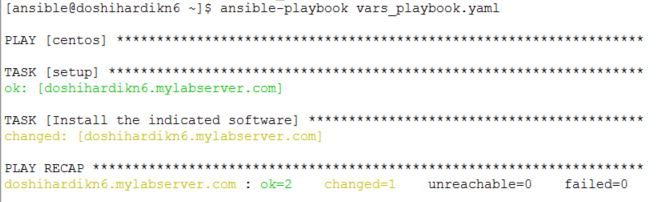 [ansible@doshihardikn6 ~]$ ansible-playbook vars_playbook.yaml
PLAY [centos] ******************************************************************
TASK [setup] *******************************************************************
ok: [doshihardikn6.mylabserver.com]
TASK [Install the indicated software] ******************************************
changed: [doshihardikn6.mylabserver.com]
PLAY RECAP *********************************************************************
doshihardikn6.mylabserver.com : ok=2 changed=1 unreachable=0 failed=0